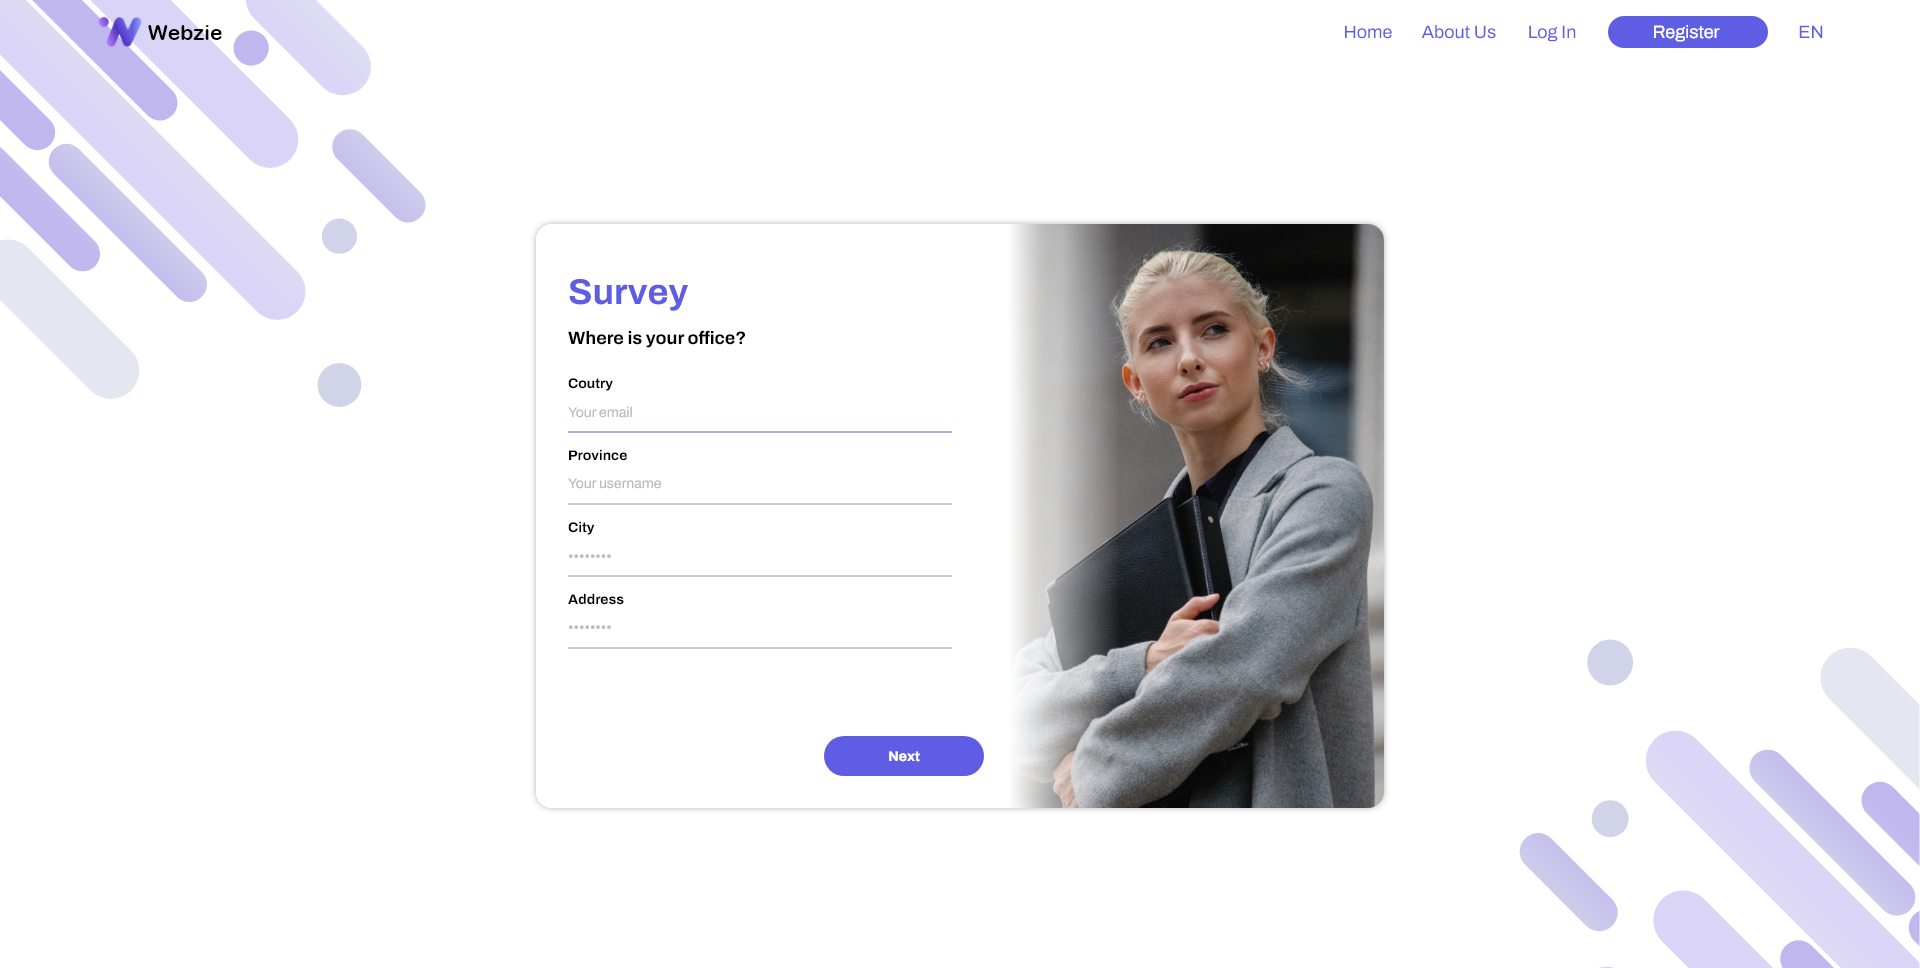 Webzie
Home
About Us
Log In
Register
EN
Survey
Where is your office?
Coutry
Your email
Province
Your username
City
••••••••
Address
••••••••
Next